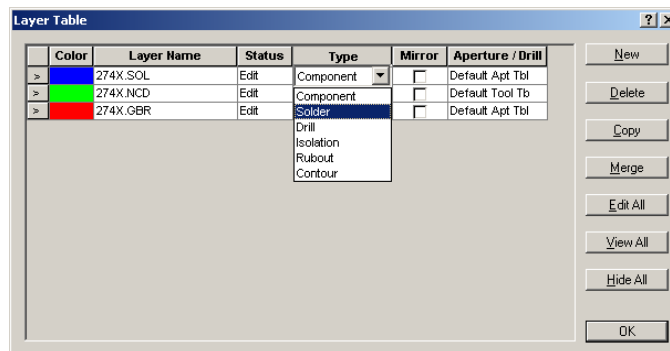 Layer Table
Color Layer Name Status Type Mirror Aperture / Drill
> 274X.SOL Edit Component Default Apt Tbl
> 274X.NCD Edit Component Default Tool Tb
> 274X.GBR Edit Solder Default Apt Tbl
Drill
Isolation
Rubout
Contour
New
Delete
Copy
Merge
Edit All
View All
Hide All
OK